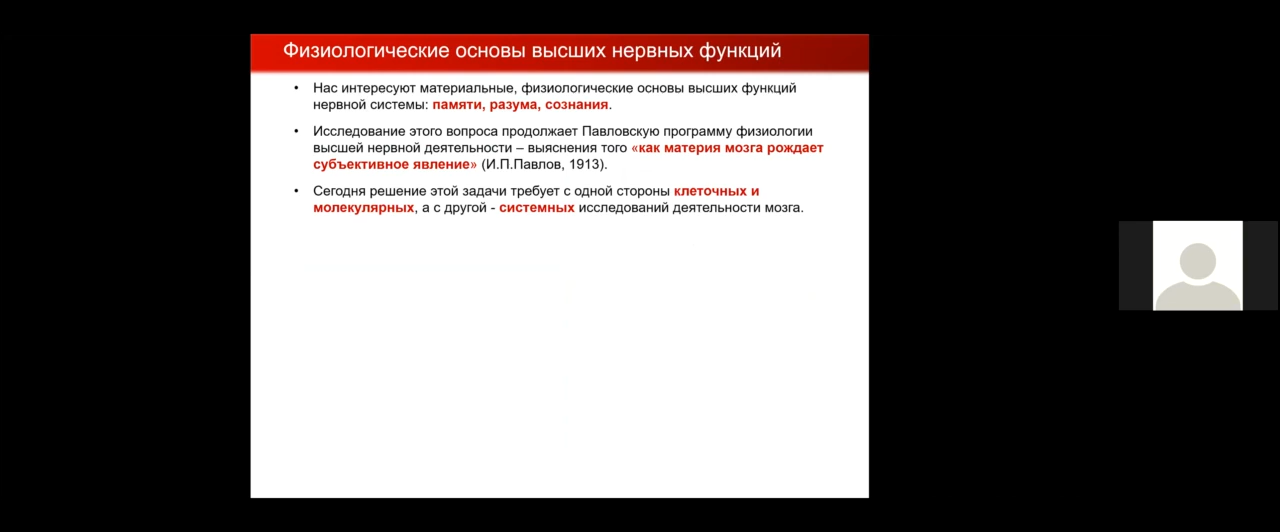 Физиологические основы высших нервных функций
• Нас интересуют материальные, физиологические основы высших функций
нервной системы: памяти, разума, сознания.
• Исследование этого вопроса продолжает Павловскую программу физиологии
высшей нервной деятельности – выяснения того «как материя мозга рождает
субъективное явление» (И.П.Павлов, 1913).
• Сегодня решение этой задачи требует с одной стороны клеточных и
молекулярных, а с другой - системных исследований деятельности мозга.